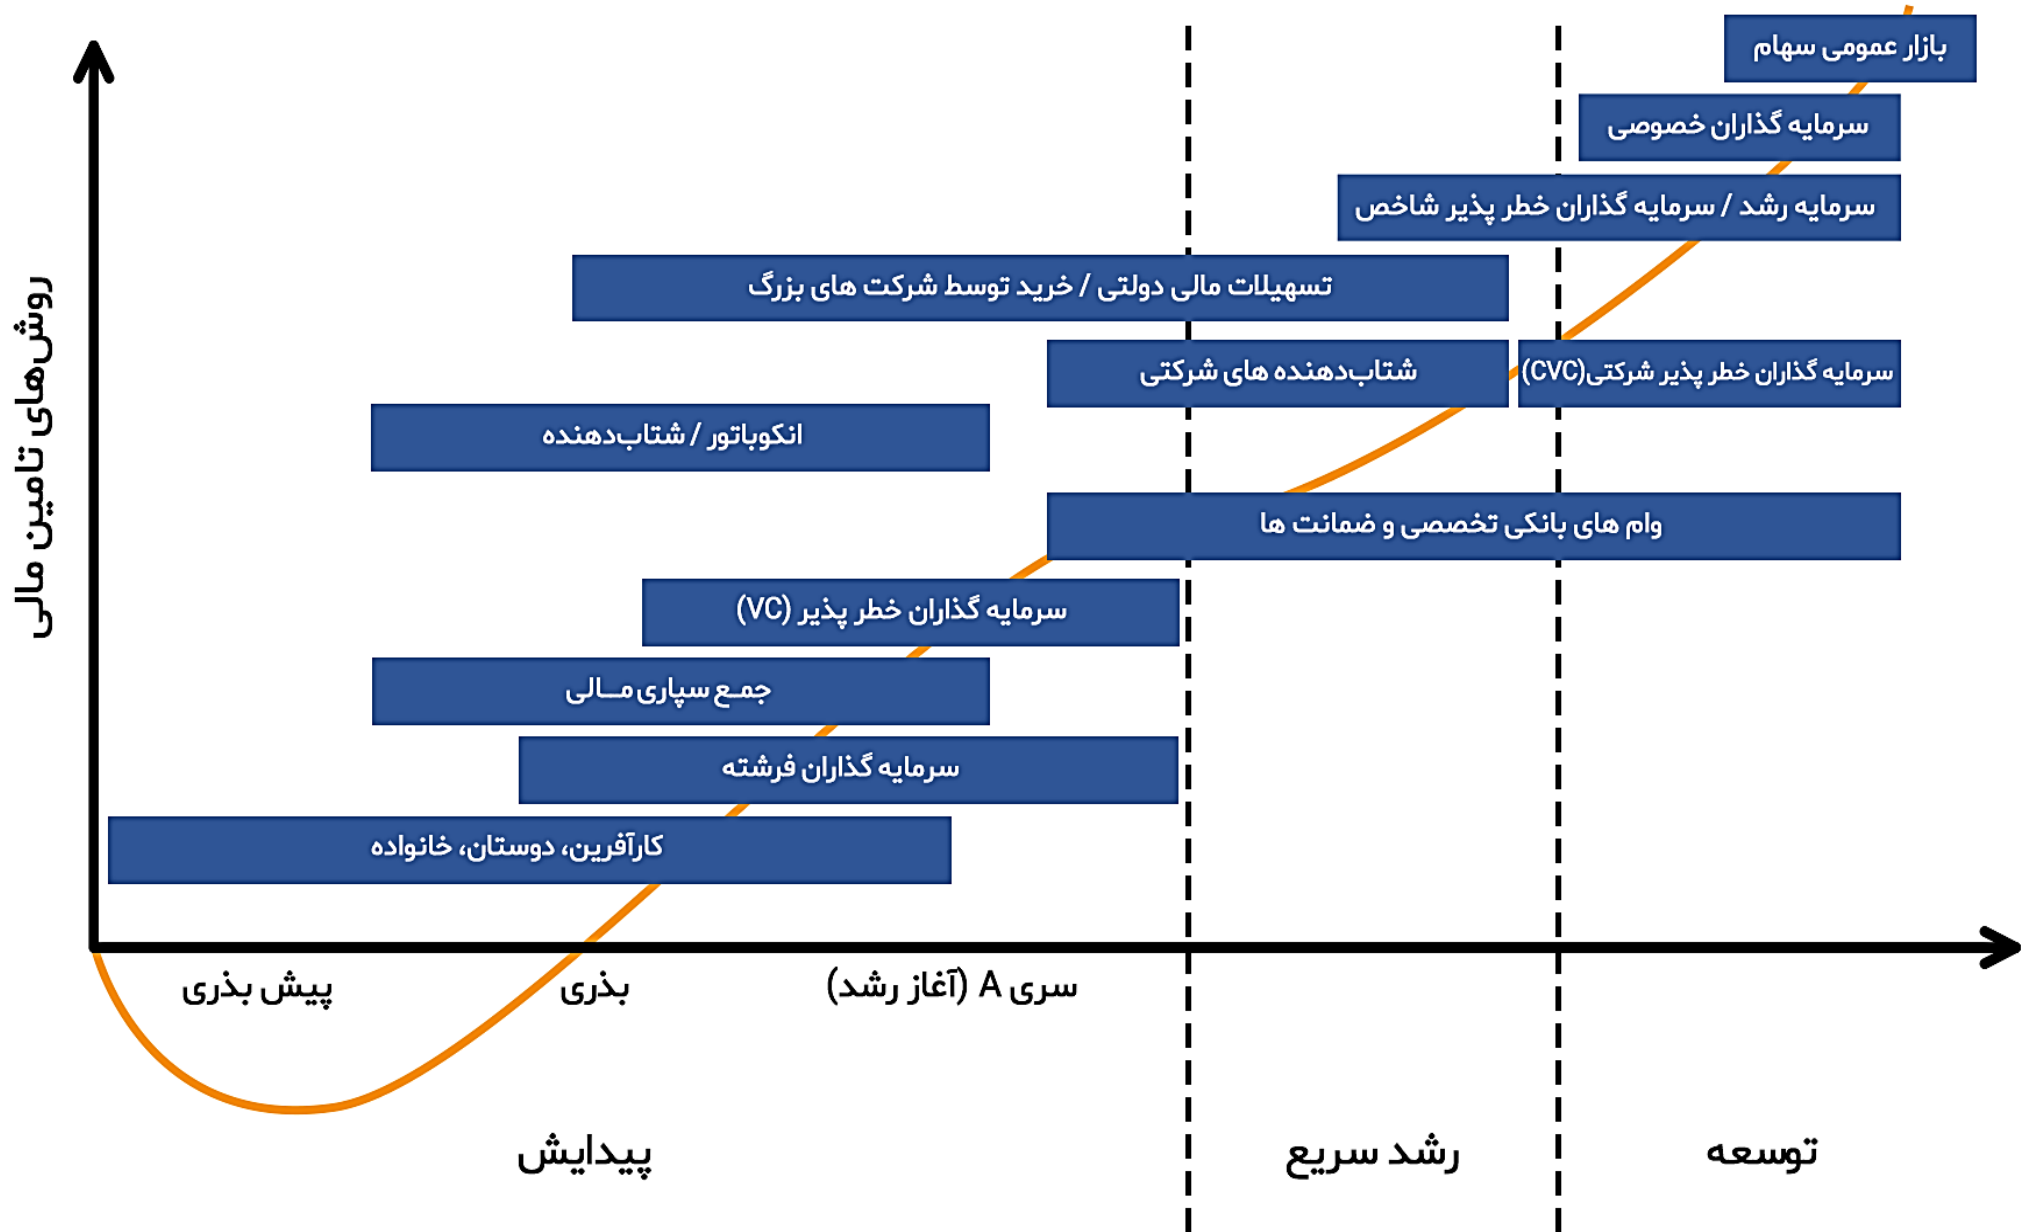 بازار عمومی سهام
سرمایه گذاران خصوصی
سرمایه رشد / سرمایه گذاران خطر پذیر شاخص
تسهیلات مالی دولتی / خرید توسط شرکت های بزرگ
سرمایه گذاران خطر پذیر شرکتی(CVC)
شتاب‌دهنده های شرکتی
انکوباتور / شتاب‌دهنده
وام های بانکی تخصصی و ضمانت ها
سرمایه گذاران خطر پذیر (VC)
جمـع سپاری مــالی
سرمایه گذاران فرشته
کارآفرین، دوستان، خانواده
روش‌های تامین مالی
پیش بذری
بذری
سری A (آغاز رشد)
پیدایش
رشد سریع
توسعه